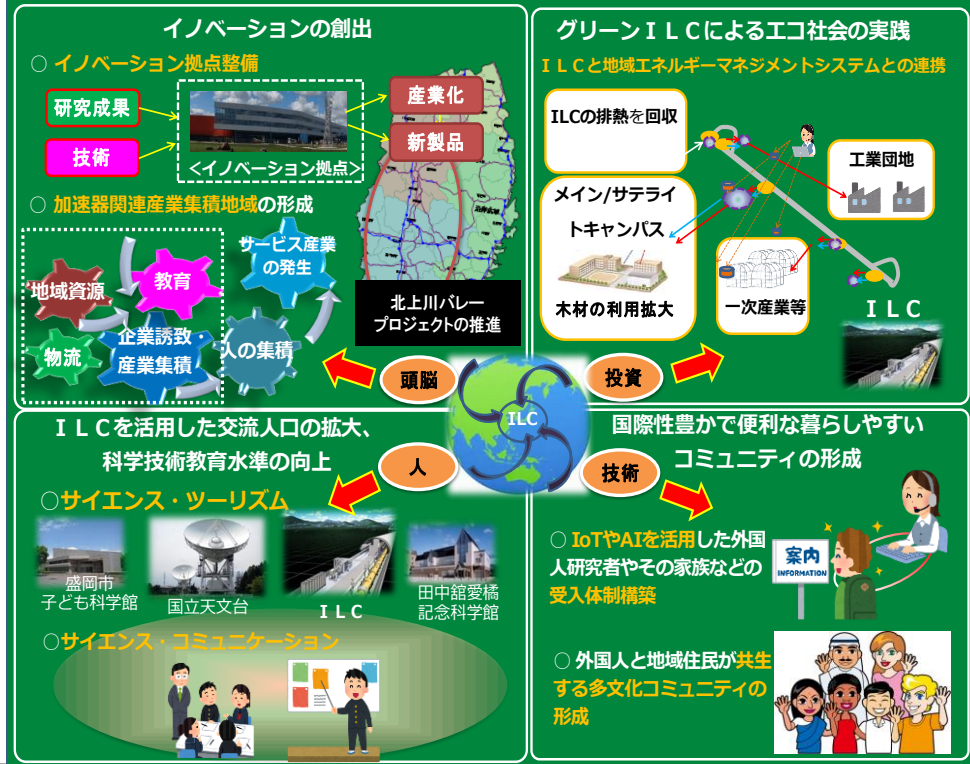 イノベーションの創出
○ イノベーション拠点整備
研究成果
技術
<イノベーション拠点>
産業化
新製品
○ 加速器関連産業集積地域の形成
地域資源
教育
物流
企業誘致・
産業集積
人の集積
サービス産業
の発生
北上川バレー
プロジェクトの推進
グリーンＩＬＣによるエコ社会の実践
ＩＬＣと地域エネルギーマネジメントシステムとの連携
ILCの排熱を回収
メイン/サテライ
トキャンパス
木材の利用拡大
工業団地
一次産業等
ＩＬＣ
頭脳
投資
人
技術
ILC
ＩＬＣを活用した交流人口の拡大、
科学技術教育水準の向上
○サイエンス・ツーリズム
盛岡市
子ども科学館
国立天文台
ＩＬＣ
田中舘愛橘
記念科学館
○サイエンス・コミュニケーション
国際性豊かで便利な暮らしやすい
コミュニティの形成
○ IoTやAIを活用した外国
人研究者やその家族などの
受入体制構築
案内
INFORMATION
○ 外国人と地域住民が共生
する多文化コミュニティの
形成